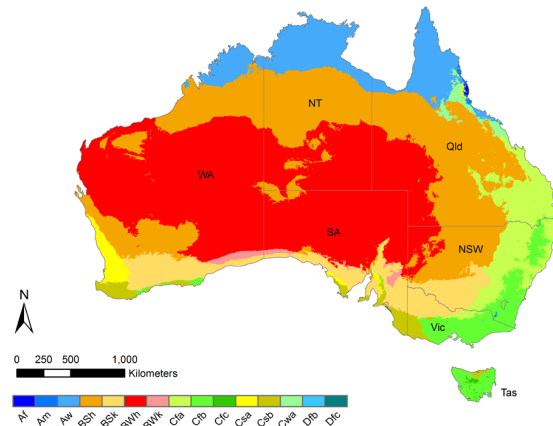 NT
Qld
WA
SA
NSW
N
Vic
0 250 500 1,000
Kilometers
Tas
Af Am Aw BSh BSk BWh BWk Cfa Cfb Cfc Csa Csb Cwa Dfb Dfc